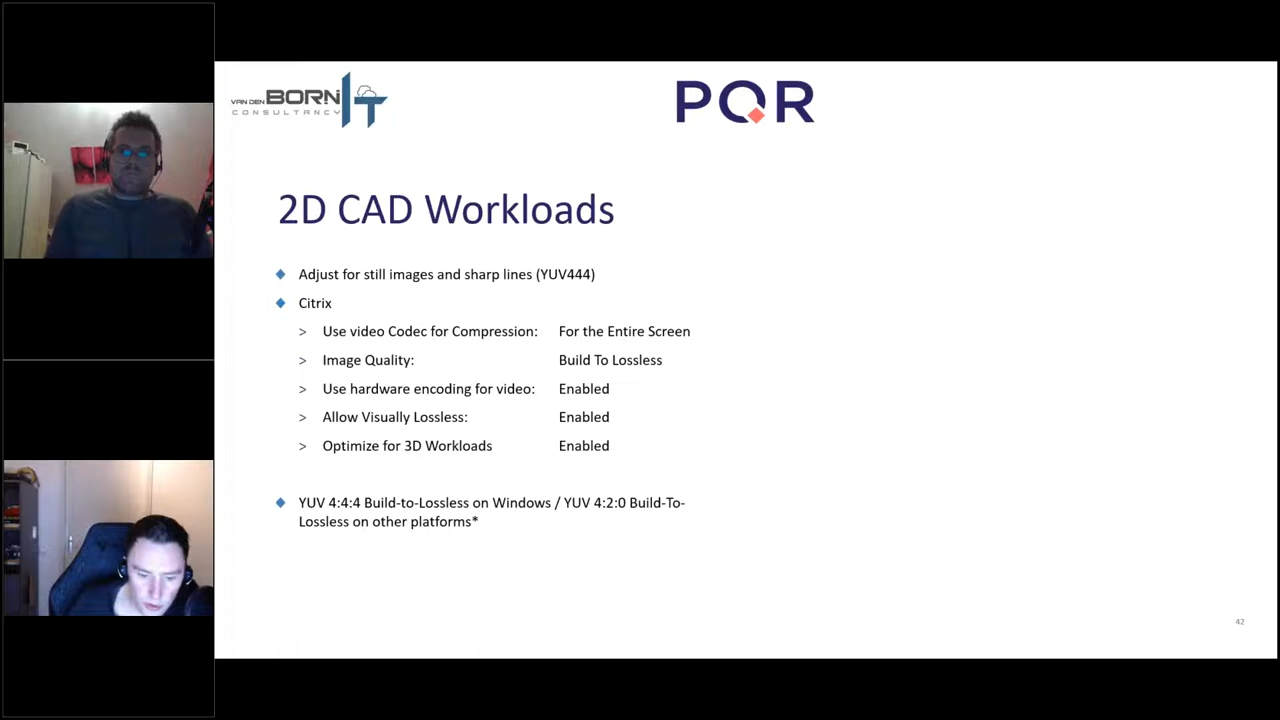 VAN DEN BORN IT
CONSULTANCY
PQR
2D CAD Workloads
Adjust for still images and sharp lines (YUV444)
Citrix
> Use video Codec for Compression: For the Entire Screen
> Image Quality: Build To Lossless
> Use hardware encoding for video: Enabled
> Allow Visually Lossless: Enabled
> Optimize for 3D Workloads Enabled
YUV 4:4:4 Build-to-Lossless on Windows / YUV 4:2:0 Build-To-
Lossless on other platforms*
42